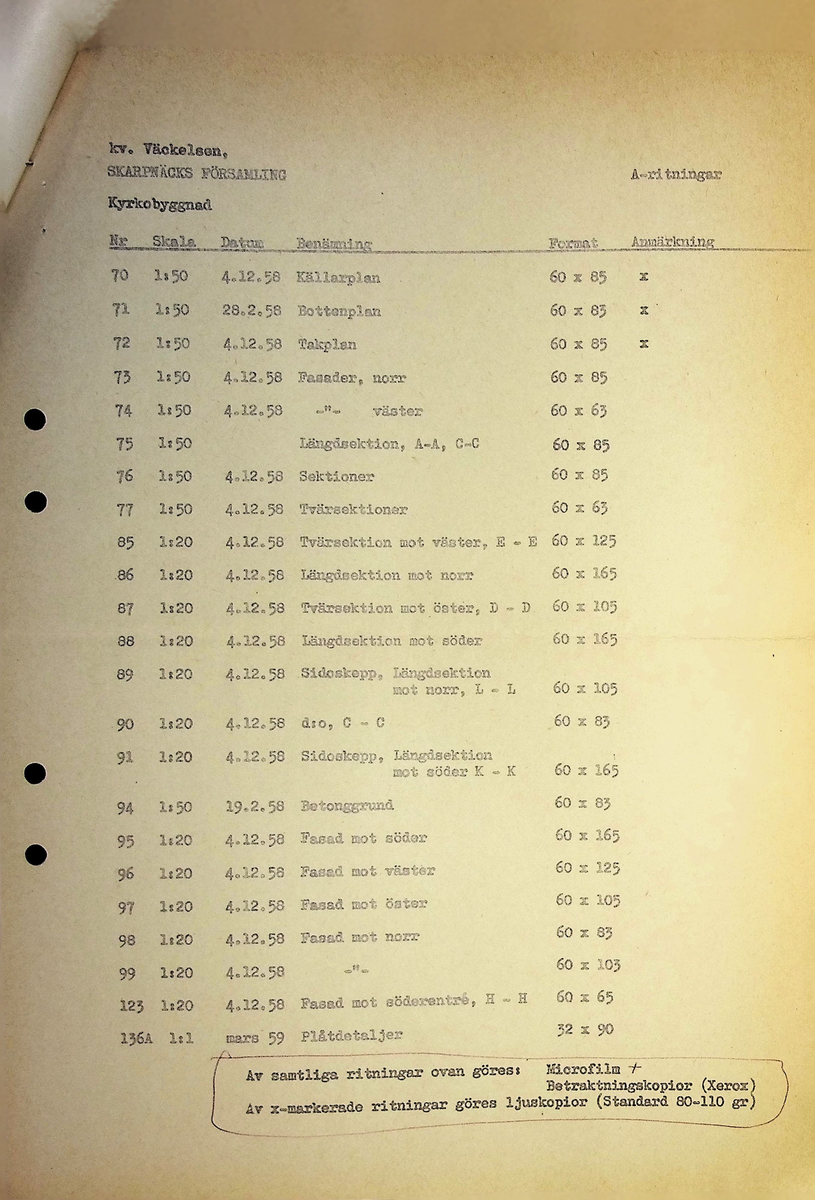 kv. Väckelsen,
SKARPNÄCKS FÖRSAMLING A-ritningar
Kyrkobyggnad
Nr Skala Datum Benämning Format Anmärkning
70 1:50 4.12.58 Källarplan 60 x 85 x
71 1:50 28.2.58 Bottenplan 60 x 83 x
72 1:50 4.12.58 Takplan 60 x 85 x
73 1:50 4.12.58 Fasader, norr 60 x 85
74 1:50 4.12.58 -"- väster 60 x 63
75 1:50 Längdsektion, A-A, C-C 60 x 85
76 1:50 4.12.58 Sektioner 60 x 85
77 1:50 4.12.58 Tvärsektioner 60 x 63
85 1:20 4.12.58 Tvärsektion mot väster, E - E 60 x 125
86 1:20 4.12.58 Längdsektion mot norr 60 x 165
87 1:20 4.12.58 Tvärsektion mot öster, D - D 60 x 105
88 1:20 4.12.58 Längdsektion mot söder 60 x 165
89 1:20 4.12.58 Sidoskepp, Längdsektion
mot norr, L - L 60 x 105
90 1:20 4.12.58 d:o, C - C 60 x 83
91 1:20 4.12.58 Sidoskepp, Längdsektion
mot söder K - K 60 x 165
94 1:50 19.2.58 Betonggrund 60 x 83
95 1:20 4.12.58 Fasad mot söder 60 x 165
96 1:20 4.12.58 Fasad mot väster 60 x 125
97 1:20 4.12.58 Fasad mot öster 60 x 105
98 1:20 4.12.58 Fasad mot norr 60 x 83
99 1:20 4.12.58 -"- 60 x 103
123 1:20 4.12.58 Fasad mot söderentré, H - H 60 x 65
136A 1:1 mars 59 Plåtdetaljer 32 x 90
Av samtliga ritningar ovan göres: Microfilm +
Betraktningskopior (Xerox)
Av x-markerade ritningar göres ljuskopior (Standard 80-110 gr)